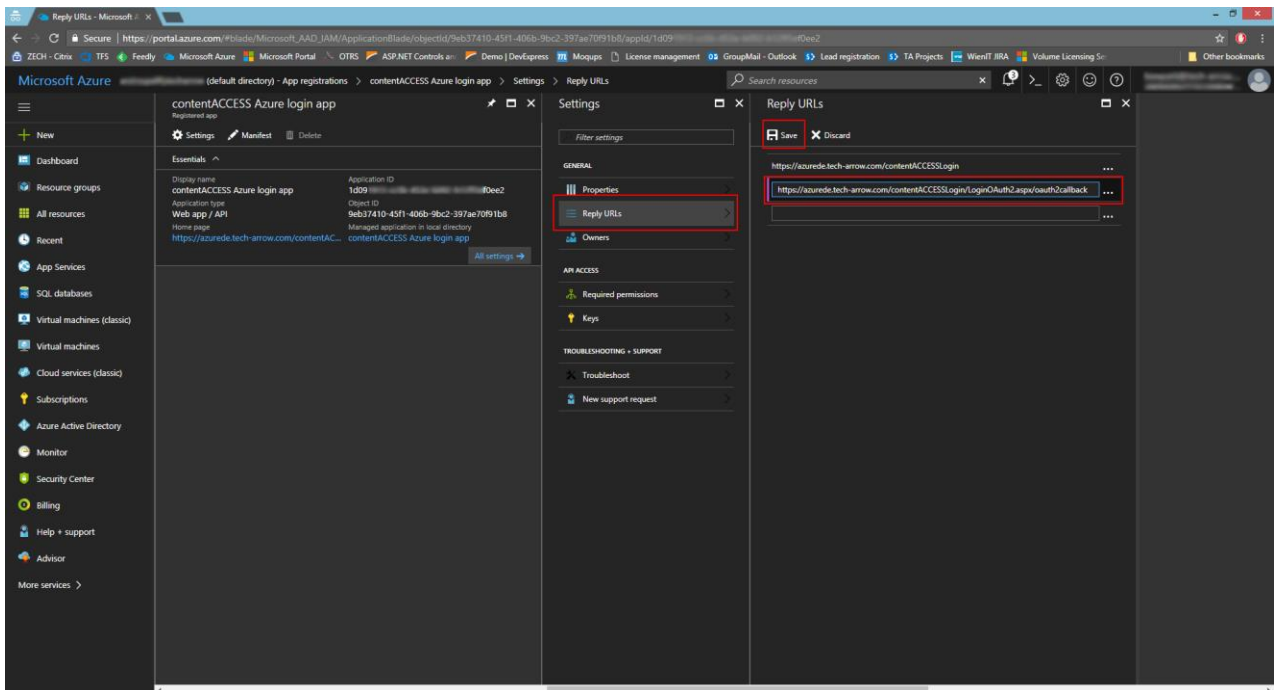 Reply URLs - Microsoft A
Secure | https://portal.azure.com/#blade/Microsoft_AAD_IAM/ApplicationBlade/objectId/9eb37410-45f1-406b-9bc2-397ae70f91b8/appId/1d09 f0ee2
ZECH - Citrix TFS Feedly Microsoft Azure Microsoft Portal OTRS ASP.NET Controls an Demo | DevExpress Moqups License management GroupMail - Outlook Lead registration TA Projects WienIT JIRA Volume Licensing Se Other bookmarks
Microsoft Azure (default directory) - App registrations > contentACCESS Azure login app > Settings > Reply URLs Search resources 3
contentACCESS Azure login app
Registered app
Settings Manifest Delete
Essentials
Display name
contentACCESS Azure login app
Application type
Web app / API
Home page
https://azurede.tech-arrow.com/contentAC...
Application ID
1d09 f0ee2
Object ID
9eb37410-45f1-406b-9bc2-397ae70f91b8
Managed application in local directory
contentACCESS Azure login app
All settings →
New
Dashboard
Resource groups
All resources
Recent
App Services
SQL databases
Virtual machines (classic)
Virtual machines
Cloud services (classic)
Subscriptions
Azure Active Directory
Monitor
Security Center
Billing
Help + support
Advisor
More services >
Settings
Filter settings
GENERAL
Properties
Reply URLs
Owners
API ACCESS
Required permissions
Keys
TROUBLESHOOTING + SUPPORT
Troubleshoot
New support request
Reply URLs
Save Discard
https://azurede.tech-arrow.com/contentACCESSLogin ...
https://azurede.tech-arrow.com/contentACCESSLogin/LoginOAuth2.aspx/oauth2callback ...
...